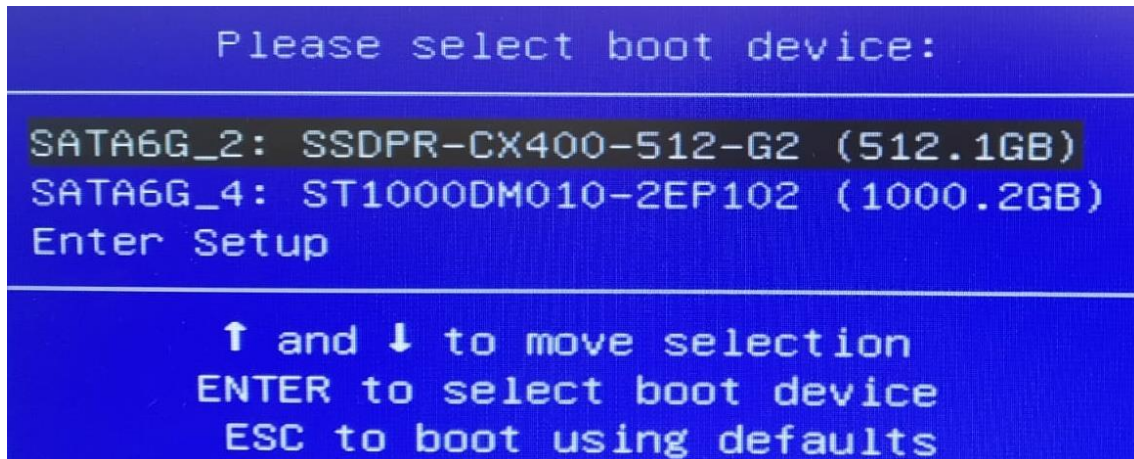 Please select boot device:
SATA6G_2: SSDPR-CX400-512-G2 (512.1GB)
SATA6G_4: ST1000DM010-2EP102 (1000.2GB)
Enter Setup
↑ and ↓ to move selection
ENTER to select boot device
ESC to boot using defaults